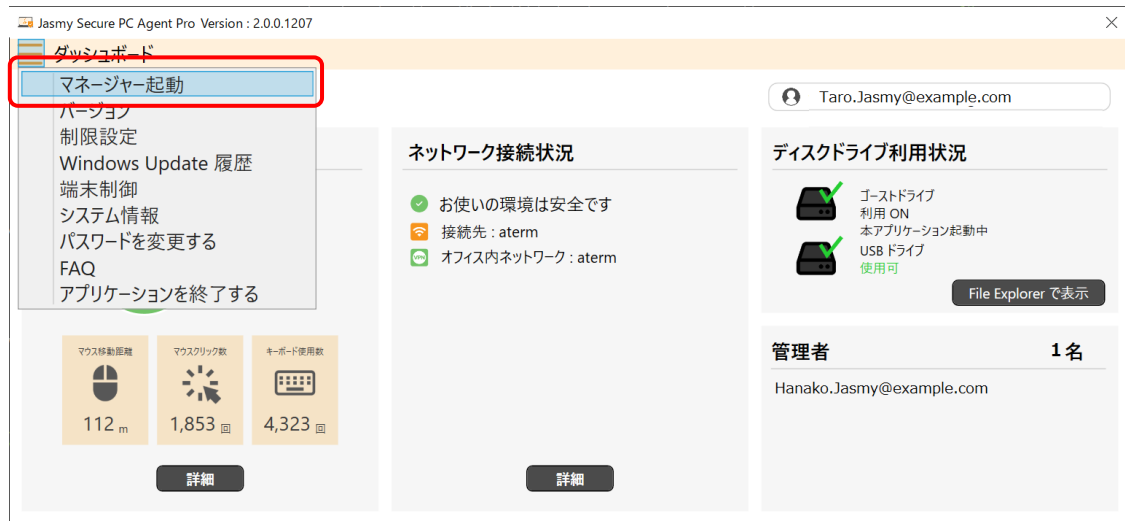 Jasmy Secure PC Agent Pro Version : 2.0.0.1207
ダッシュボード
マネージャー起動
バージョン
制限設定
Windows Update 履歴
端末制御
システム情報
パスワードを変更する
FAQ
アプリケーションを終了する
Taro.Jasmy@example.com
マウス移動距離
112 m
マウスクリック数
1,853 回
キーボード使用数
4,323 回
詳細
ネットワーク接続状況
お使いの環境は安全です
接続先 : aterm
VPN
オフィス内ネットワーク : aterm
詳細
ディスクドライブ利用状況
ゴーストドライブ
利用 ON
本アプリケーション起動中
USB ドライブ
使用可
File Explorer で表示
管理者 1 名
Hanako.Jasmy@example.com